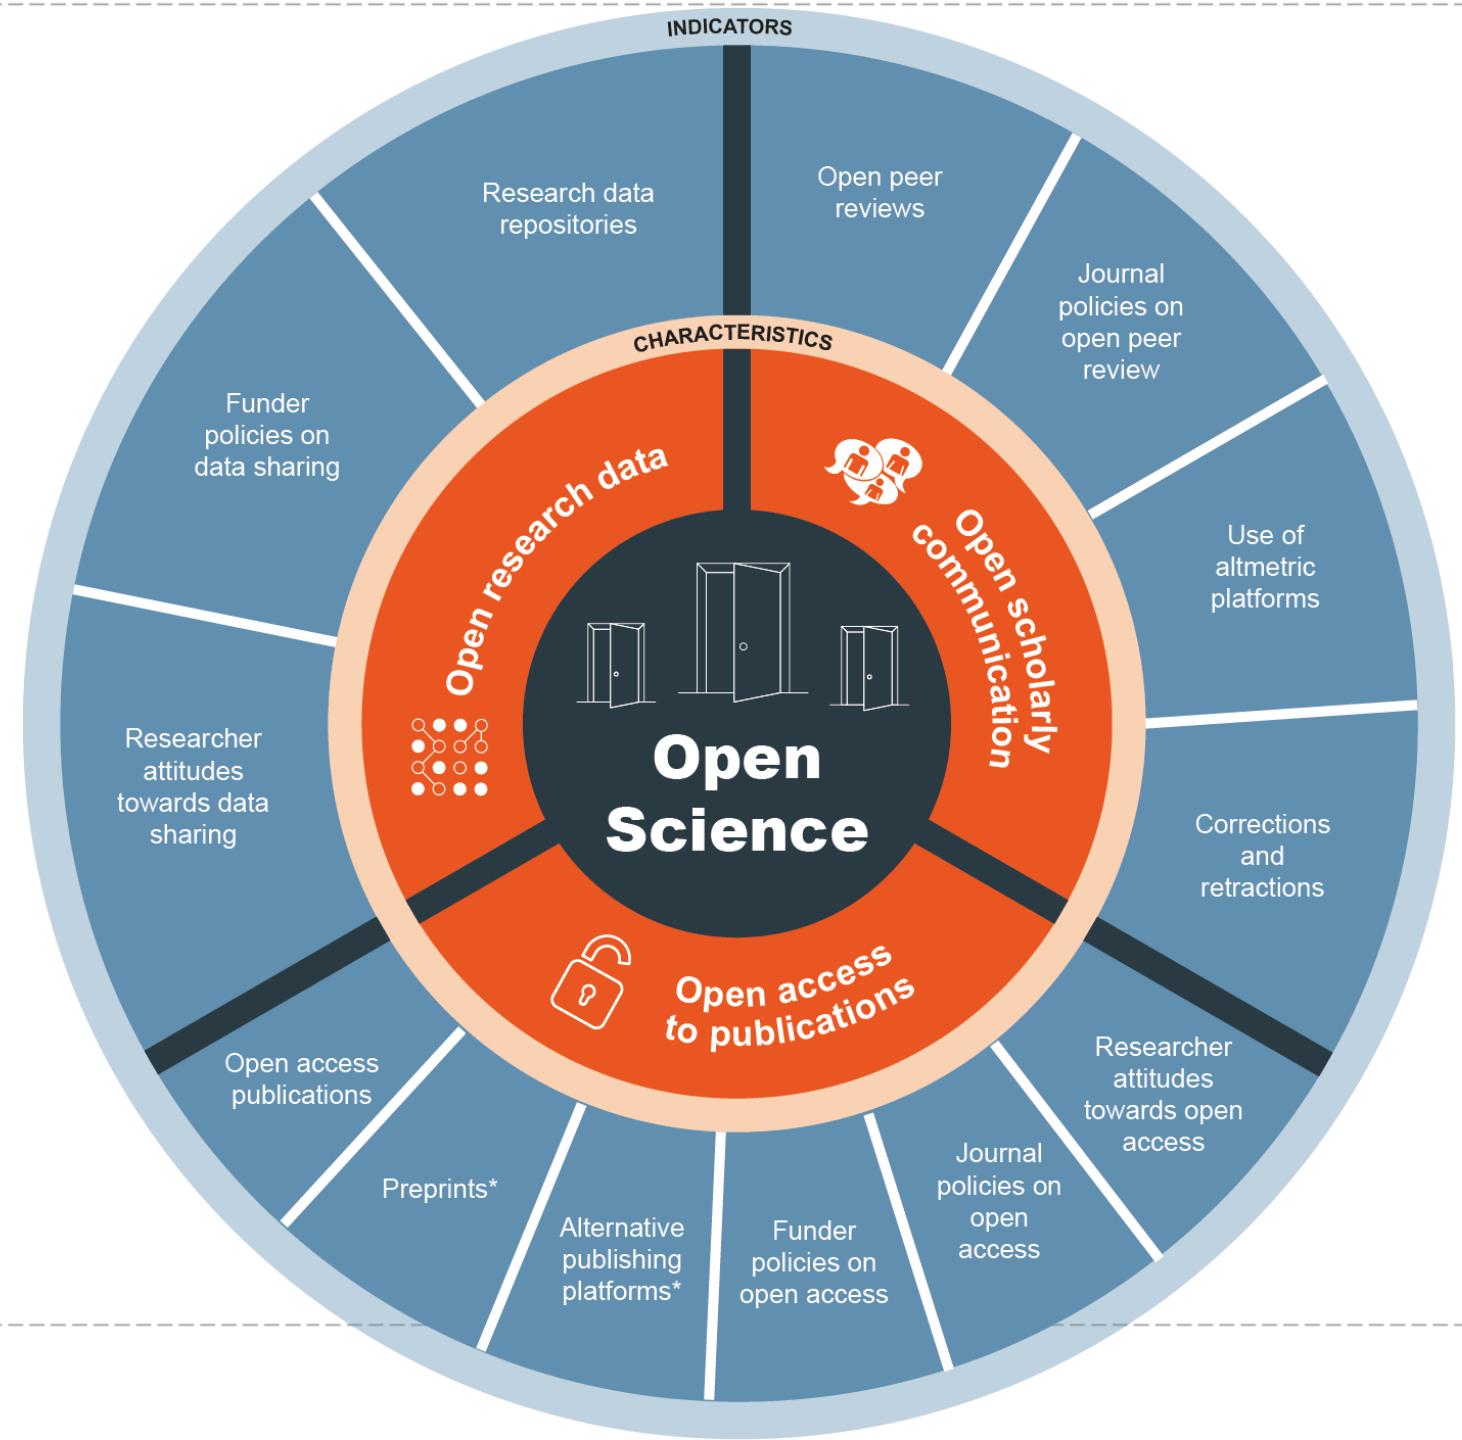 INDICATORS
Research data
repositories
Open peer
reviews
Journal
policies on
open peer
review
Funder
policies on
data sharing
Use of
altmetric
platforms
Researcher
attitudes
towards data
sharing
Corrections
and
retractions
CHARACTERISTICS
Open research data
Open scholarly
communication
Open
Science
Open access
to publications
Open access
publications
Preprints*
Alternative
publishing
platforms*
Funder
policies on
open access
Journal
policies on
open
access
Researcher
attitudes
towards open
access